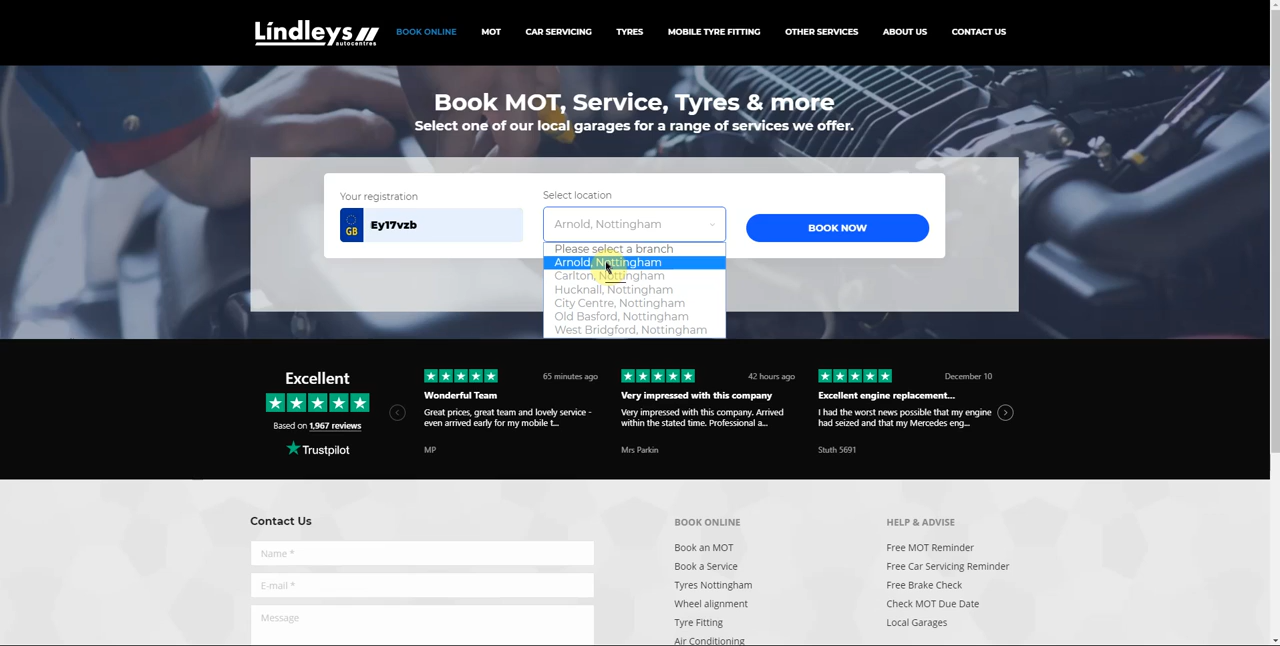 Lindleys
autocentres
BOOK ONLINE
MOT
CAR SERVICING
TYRES
MOBILE TYRE FITTING
OTHER SERVICES
ABOUT US
CONTACT US
Book MOT, Service, Tyres & more
Select one of our local garages for a range of services we offer.
Your registration
GB
Ey17vzb
Select location
Arnold, Nottingham
BOOK NOW
Please select a branch
Arnold, Nottingham
Carlton, Nottingham
Hucknall, Nottingham
City Centre, Nottingham
Old Basford, Nottingham
West Bridgford, Nottingham
Excellent
Based on 1,967 reviews
Trustpilot
65 minutes ago
Wonderful Team
Great prices, great team and lovely service -
even arrived early for my mobile t...
MP
42 hours ago
Very impressed with this company
Very impressed with this company. Arrived
within the stated time. Professional a...
Mrs Parkin
December 10
Excellent engine replacement...
I had the worst news possible that my engine
had seized and that my Mercedes eng...
Stuth 5691
Contact Us
Name *
E-mail *
Message
BOOK ONLINE
Book an MOT
Book a Service
Tyres Nottingham
Wheel alignment
Tyre Fitting
Air Conditioning
HELP & ADVISE
Free MOT Reminder
Free Car Servicing Reminder
Free Brake Check
Check MOT Due Date
Local Garages